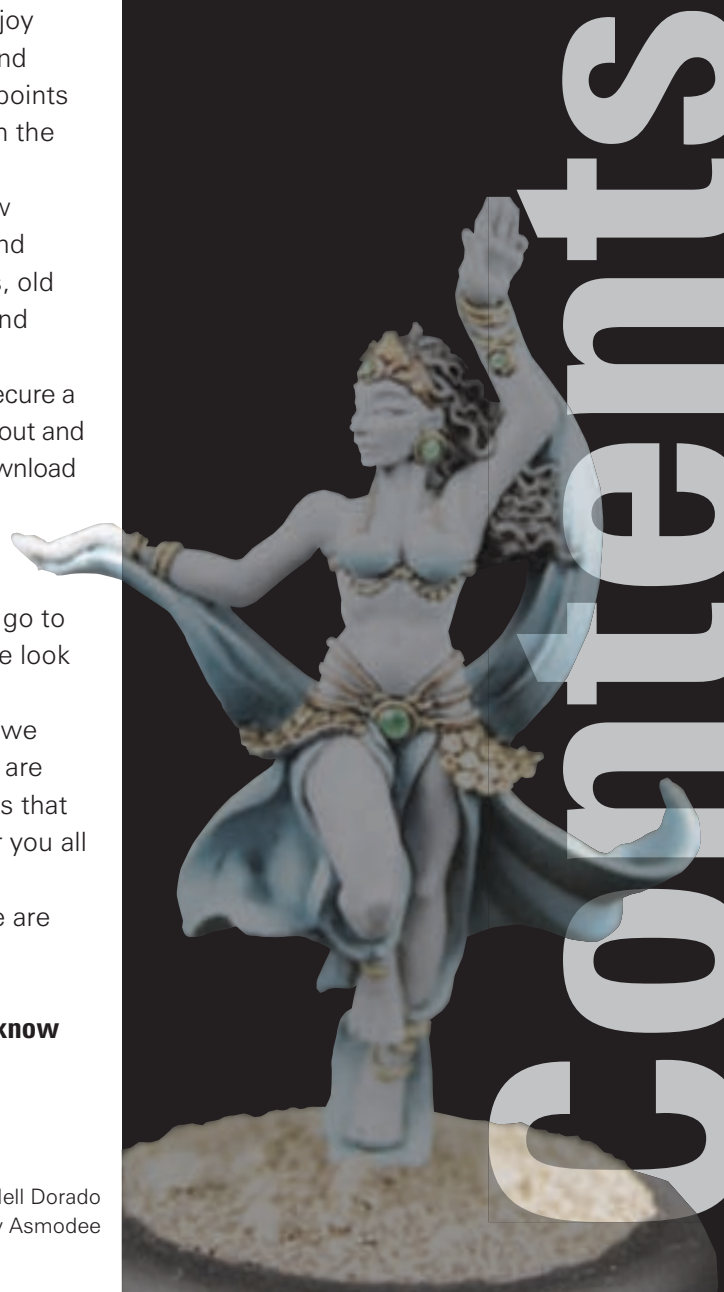 joy
nd
points
n the
w
nd
s, old
nd
ecure a
out and
wnload
go to
e look
we
are
s that
r you all
e are
know
Hell Dorado
y Asmodee
Contents